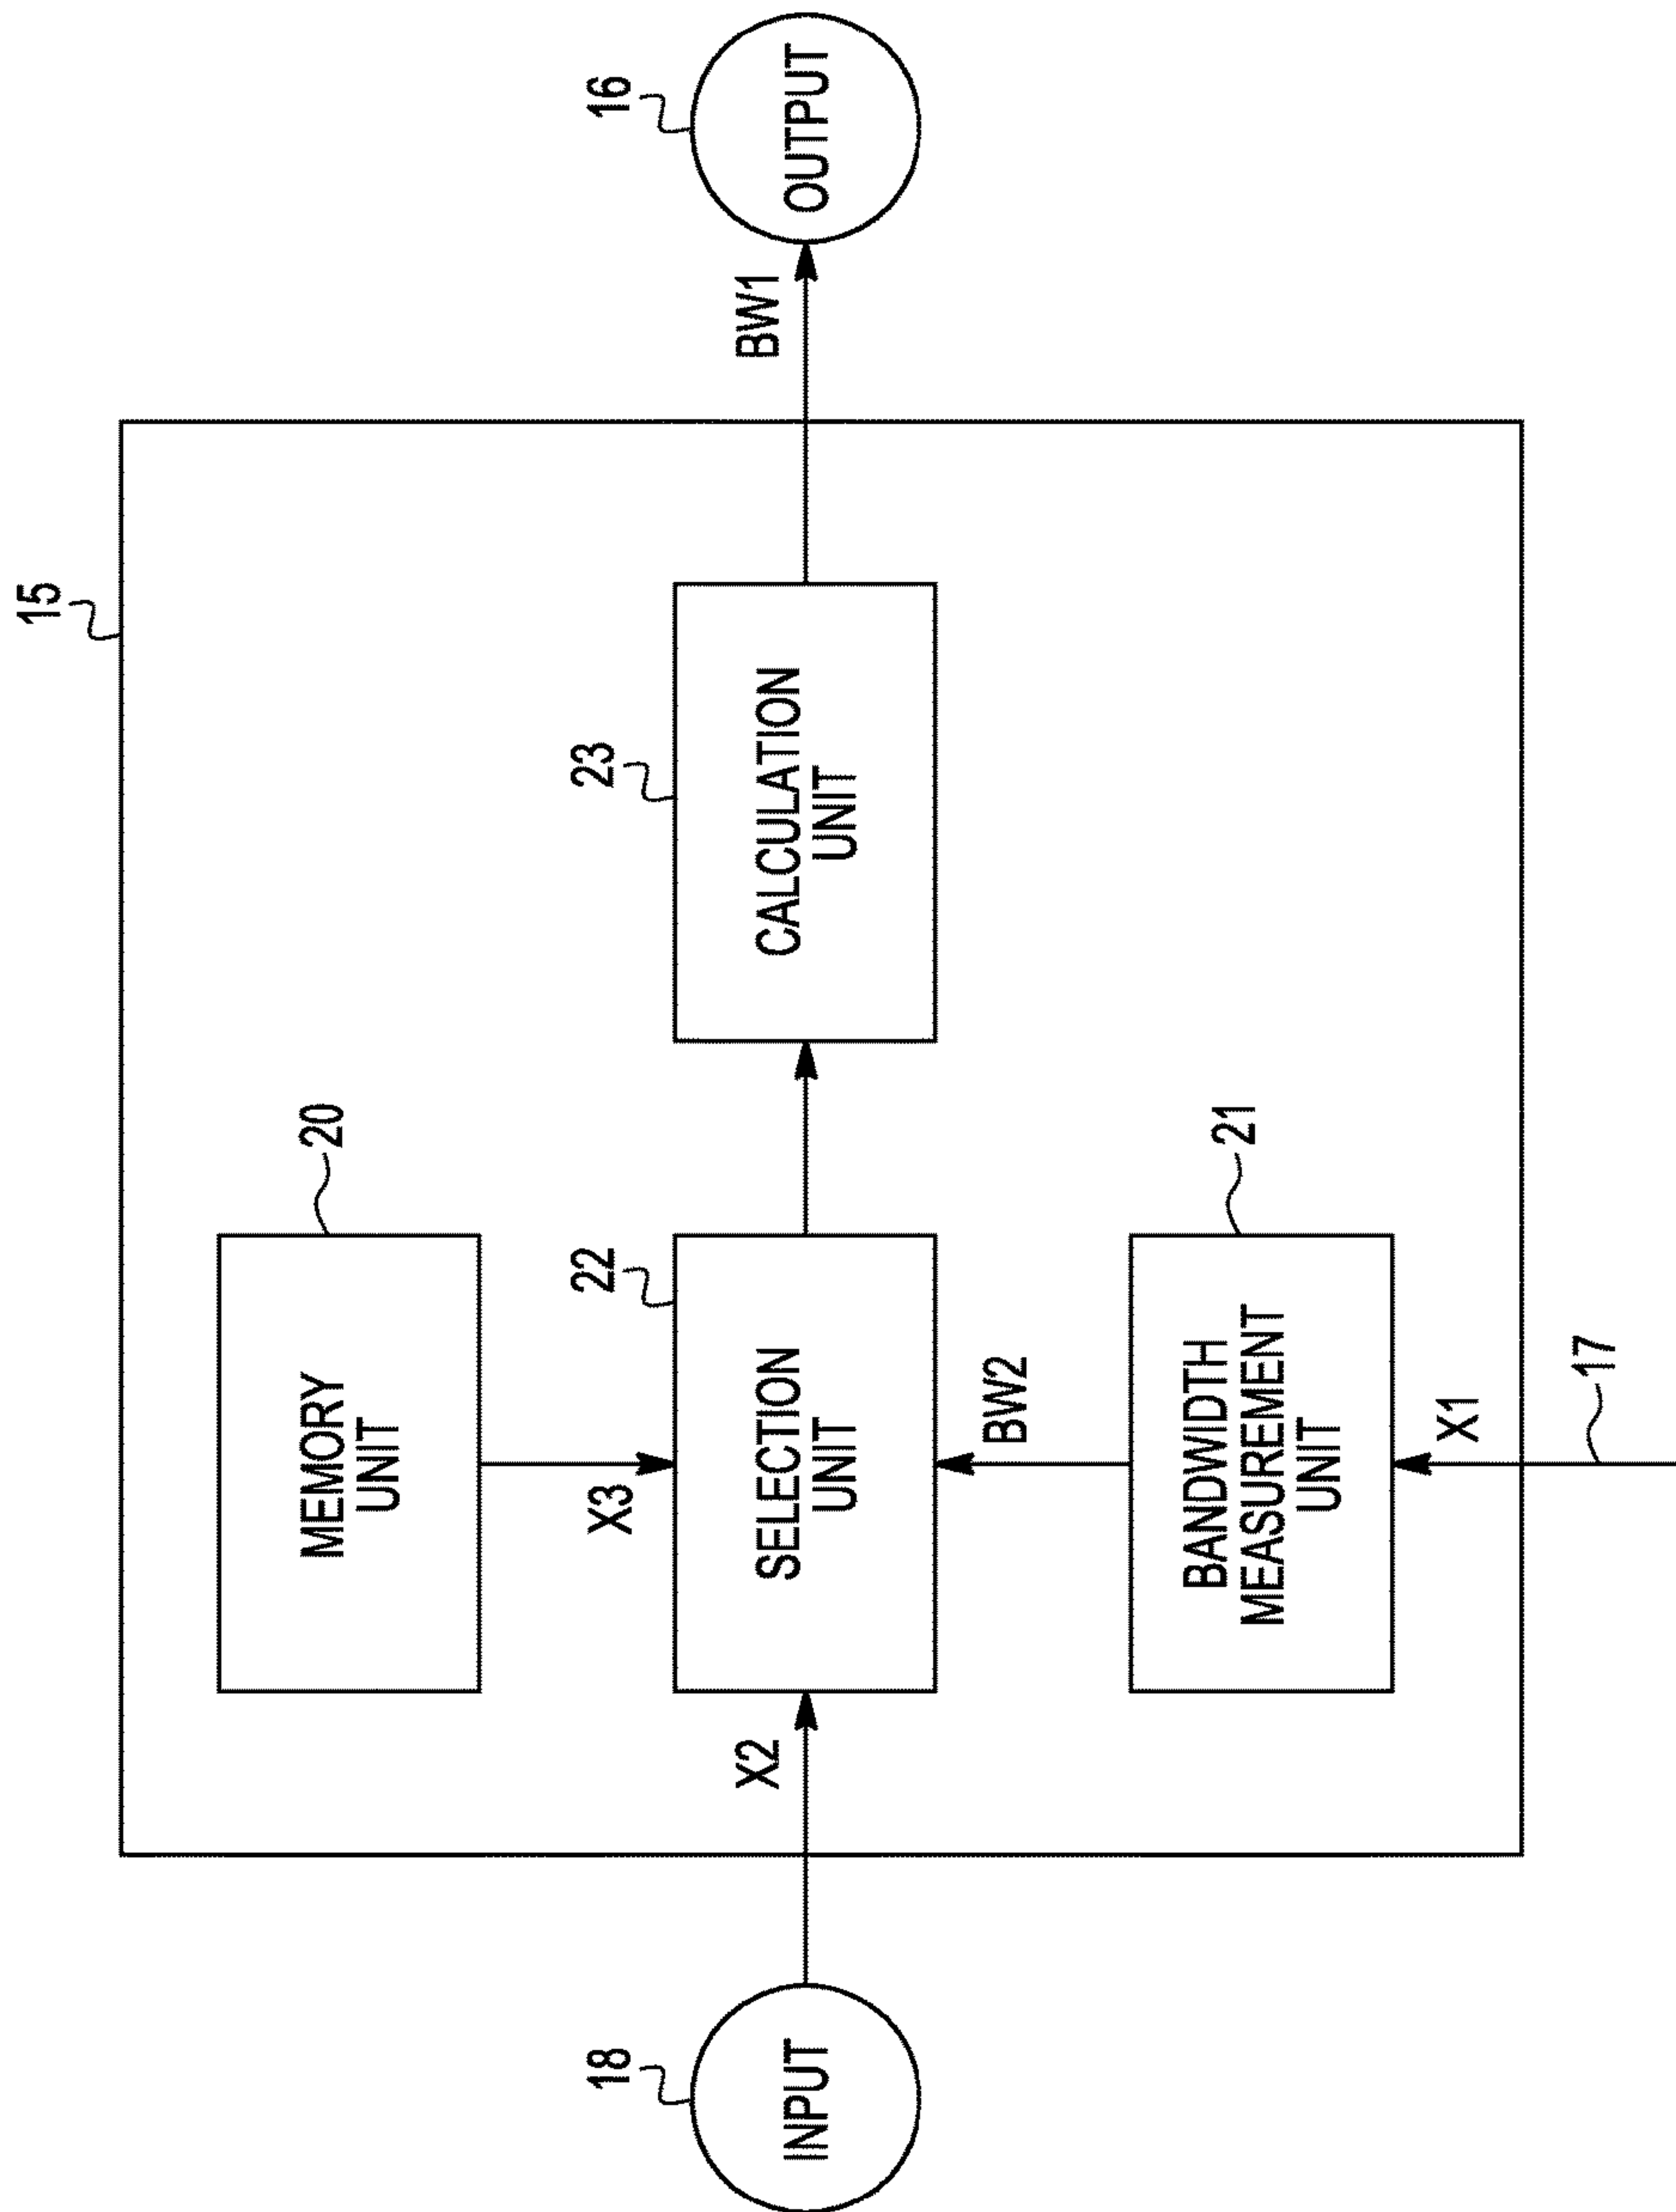 15
MEMORY
UNIT
20
X3
18
INPUT
X2
22
SELECTION
UNIT
23
CALCULATION
UNIT
BW1
16
OUTPUT
BW2
21
BANDWIDTH
MEASUREMENT
UNIT
X1
17